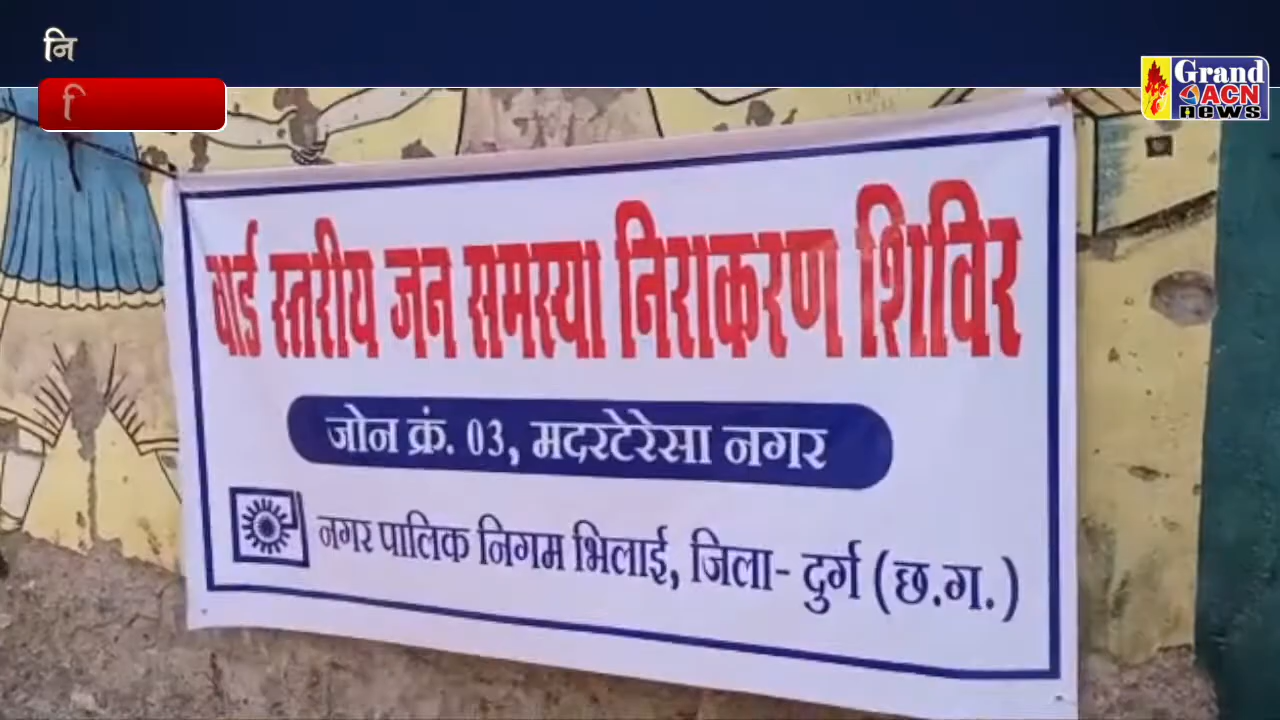 नि
नि
Grand
ACN
news
वार्ड स्तरीय जन समस्या निराकरण शिविर
जोन क्रं. 03, मदरटेरेसा नगर
नगर पालिक निगम भिलाई, जिला- दुर्ग (छ.ग.)